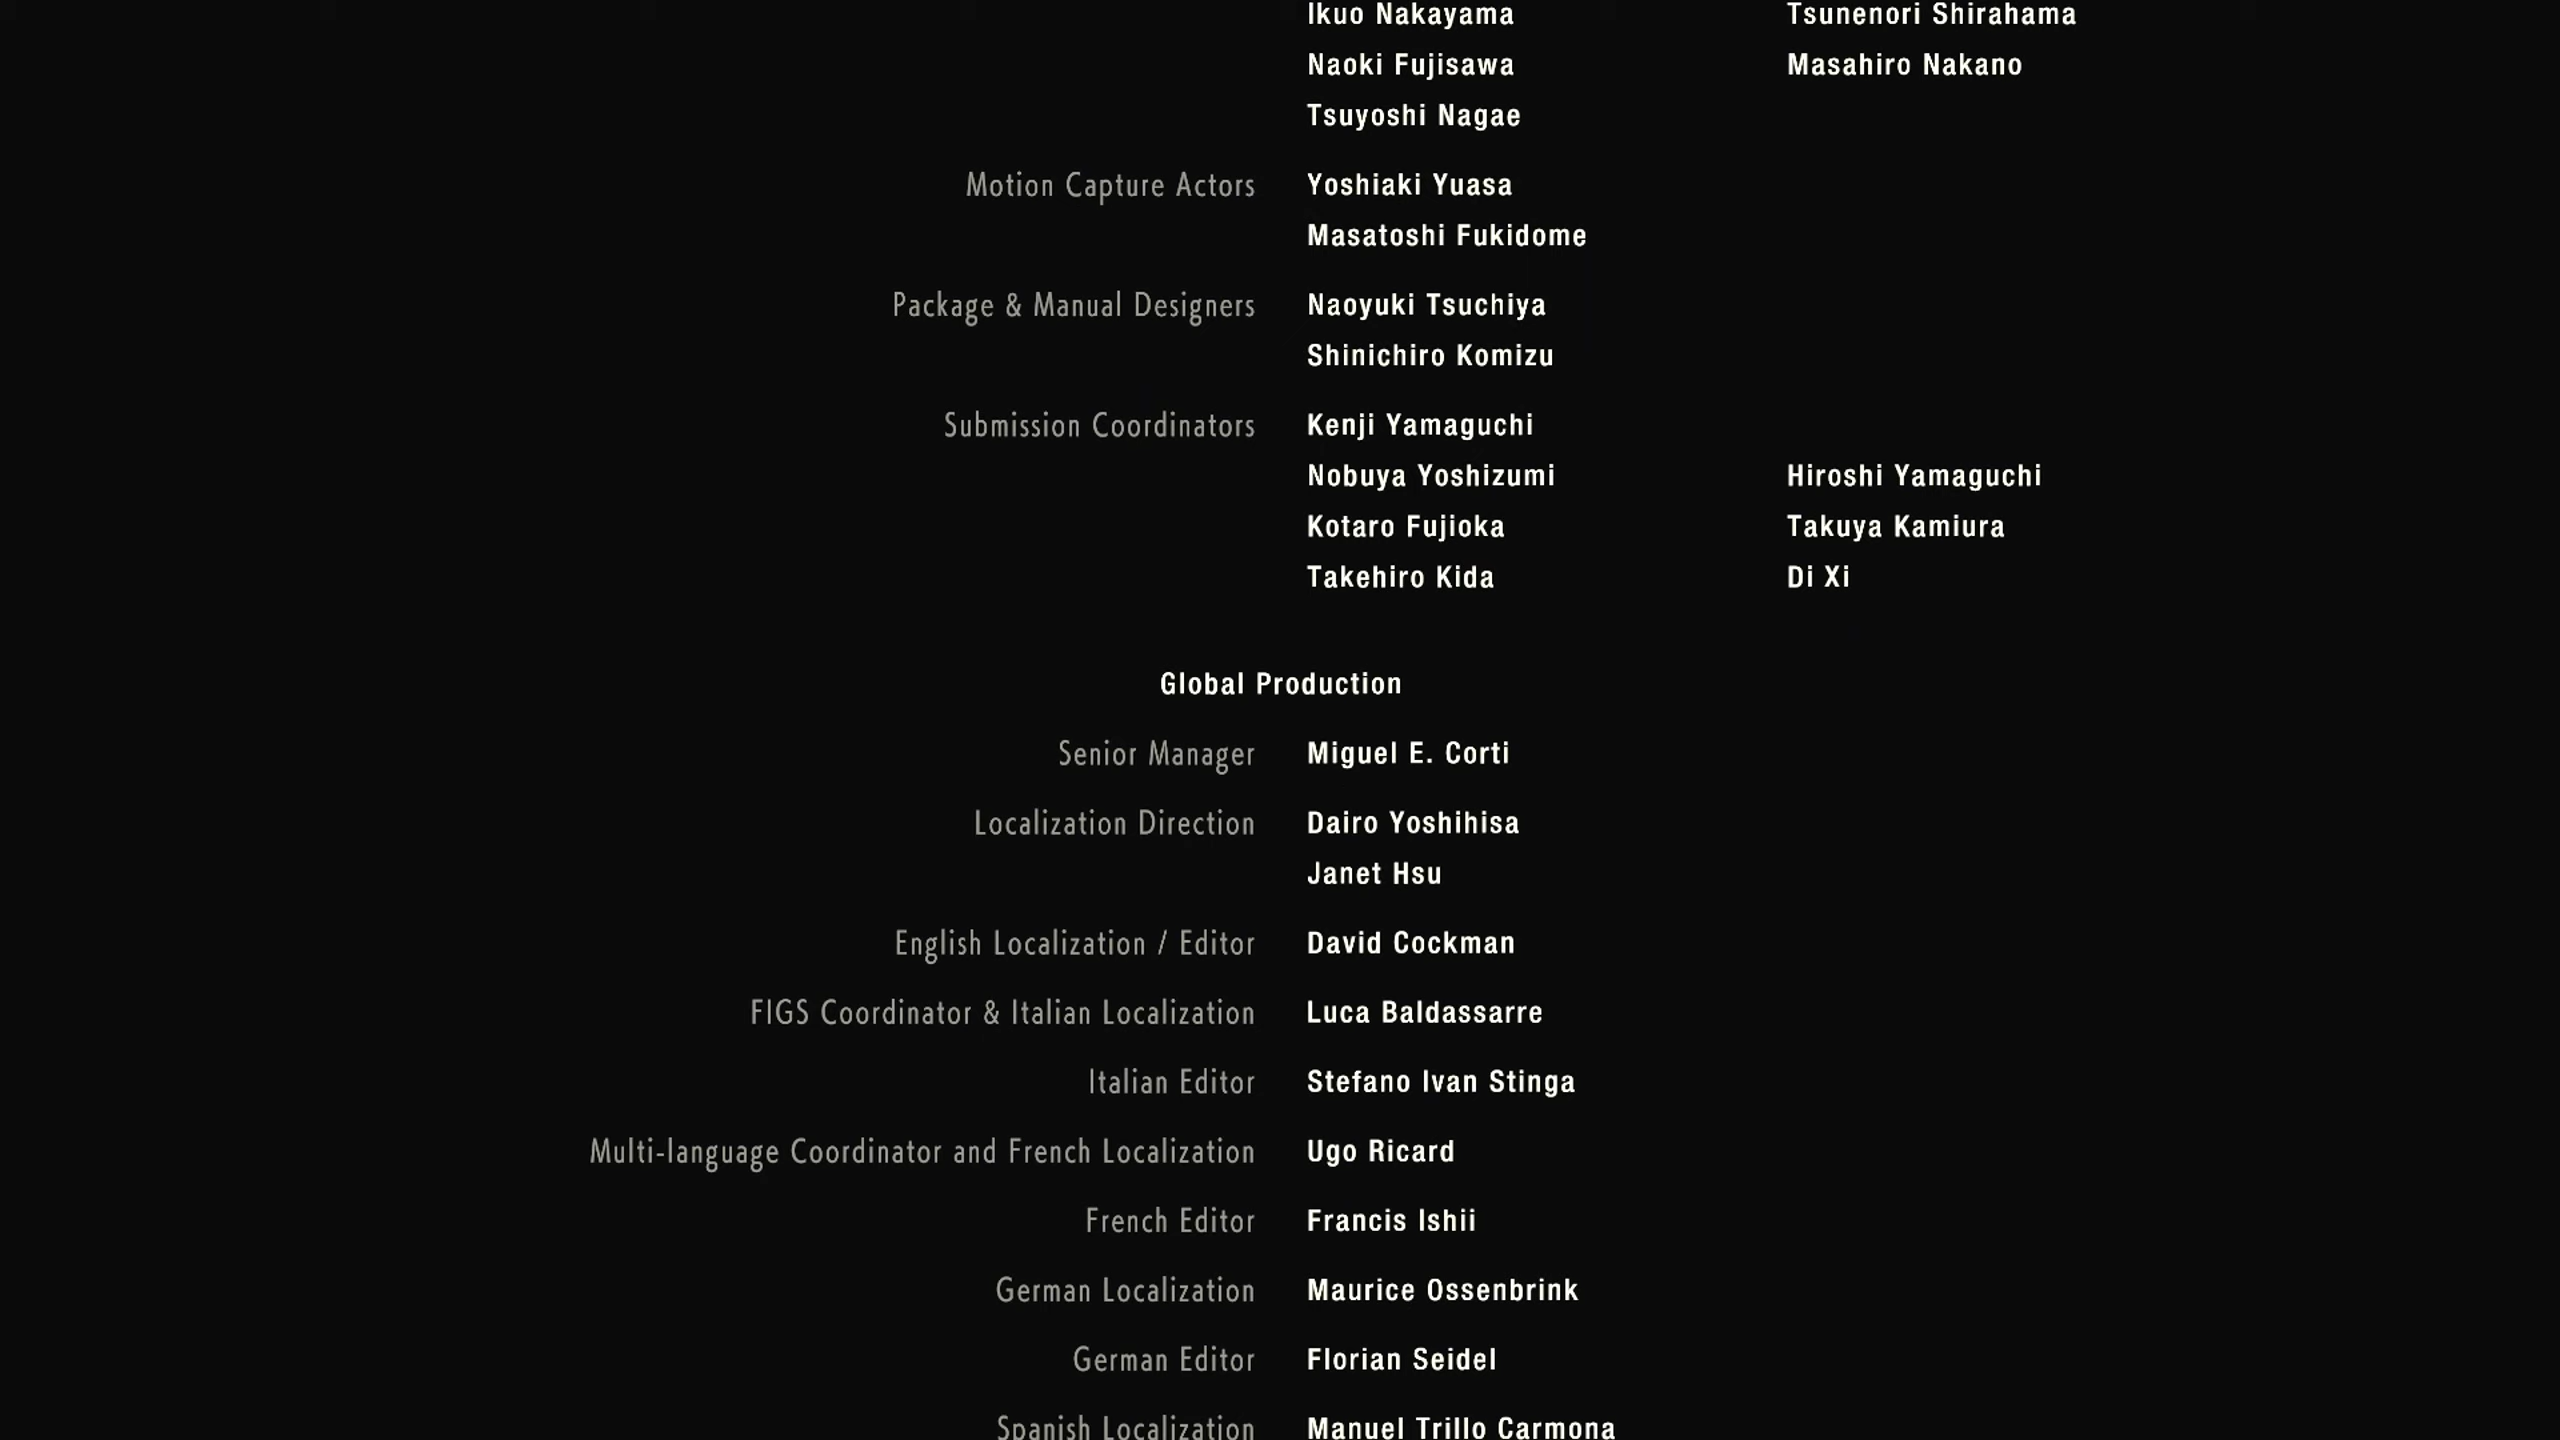 Ikuo Nakayama Tsunenori Shirahama
Naoki Fujisawa Masahiro Nakano
Tsuyoshi Nagae
Motion Capture Actors Yoshiaki Yuasa
Masatoshi Fukidome
Package & Manual Designers Naoyuki Tsuchiya
Shinichiro Komizu
Submission Coordinators Kenji Yamaguchi
Nobuya Yoshizumi Hiroshi Yamaguchi
Kotaro Fujioka Takuya Kamiura
Takehiro Kida Di Xi
Global Production
Senior Manager Miguel E. Corti
Localization Direction Dairo Yoshihisa
Janet Hsu
English Localization / Editor David Cockman
FIGS Coordinator & Italian Localization Luca Baldassarre
Italian Editor Stefano Ivan Stinga
Multi-language Coordinator and French Localization Ugo Ricard
French Editor Francis Ishii
German Localization Maurice Ossenbrink
German Editor Florian Seidel
Spanish Localization Manuel Trillo Carmona